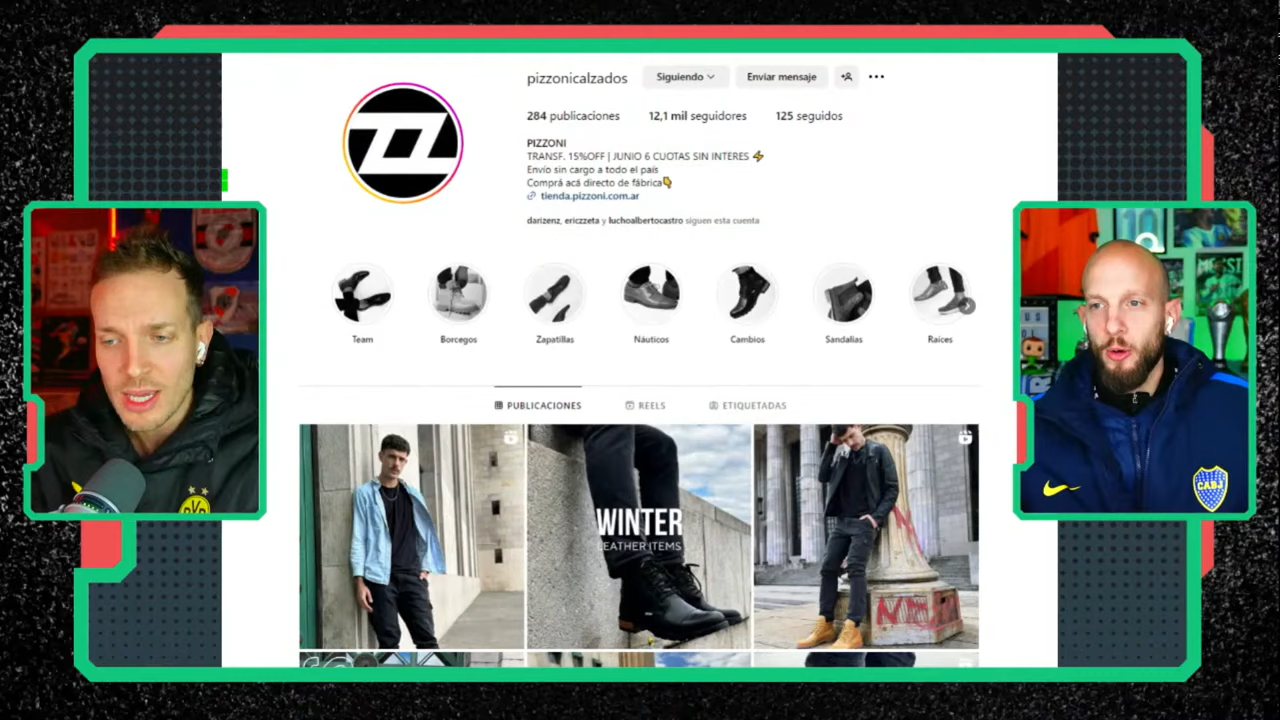 pizzonicalzados Siguiendo Enviar mensaje
284 publicaciones 12,1 mil seguidores 125 seguidos
PIZZONI
TRANSF. 15%OFF | JUNIO 6 CUOTAS SIN INTERES ⚡
Envío sin cargo a todo el país
Comprá acá directo de fábrica👇
tienda.pizzoni.com.ar
darizenz, ericzzeta y luchoalbertocastro siguen esta cuenta
Team Borcegos Zapatillas Náuticos Cambios Sandalias Raíces
PUBLICACIONES REELS ETIQUETADAS
WINTER
LEATHER ITEMS
CABJ